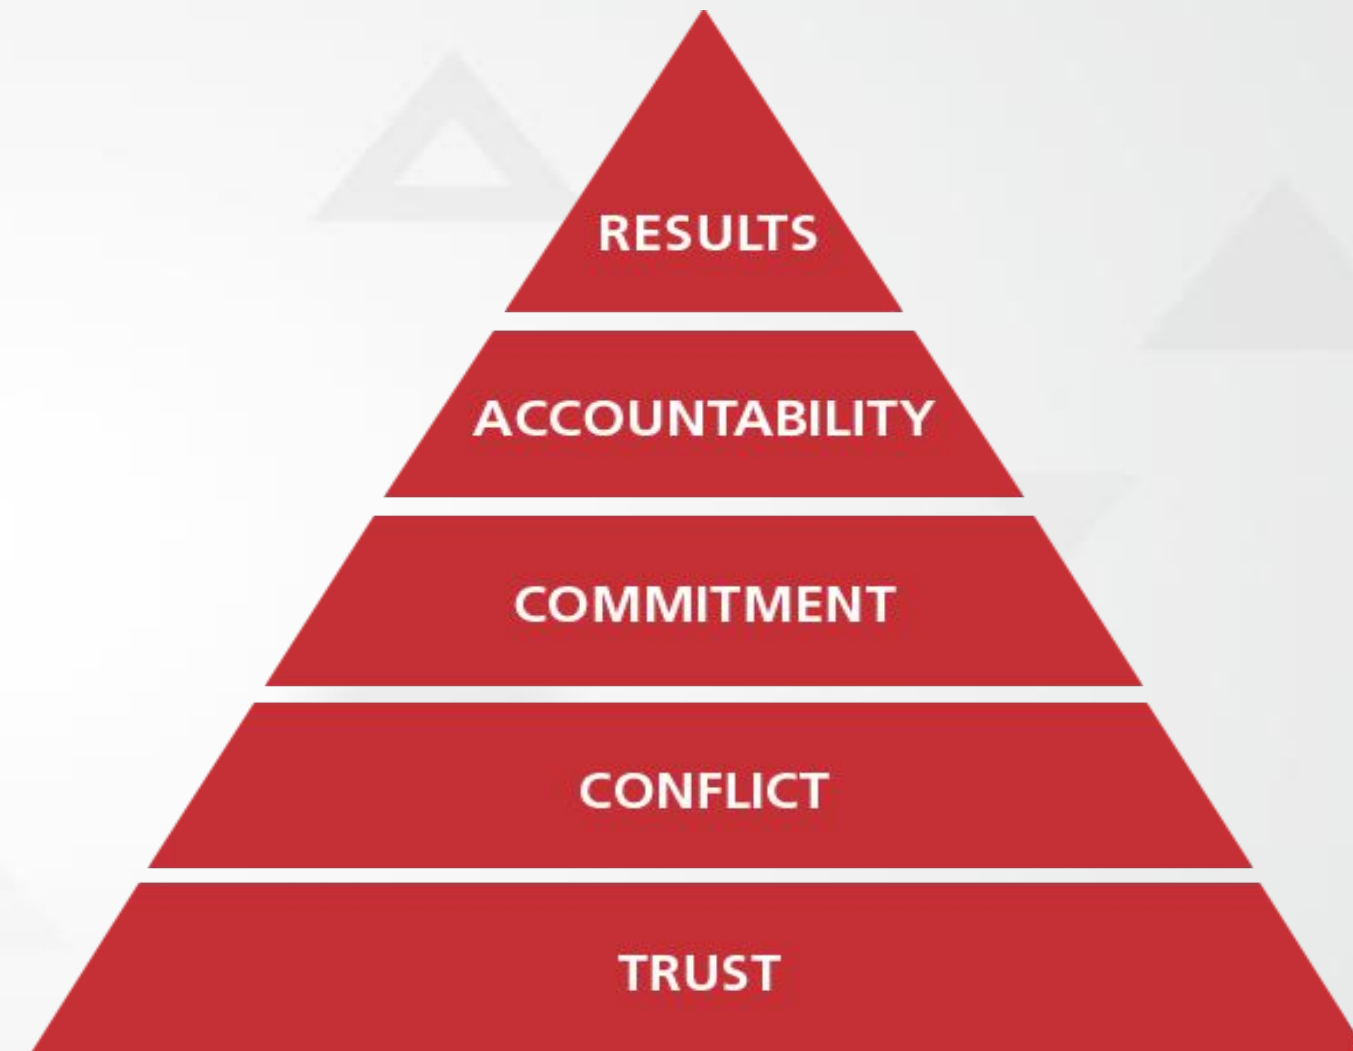 RESULTS
ACCOUNTABILITY
COMMITMENT
CONFLICT
TRUST